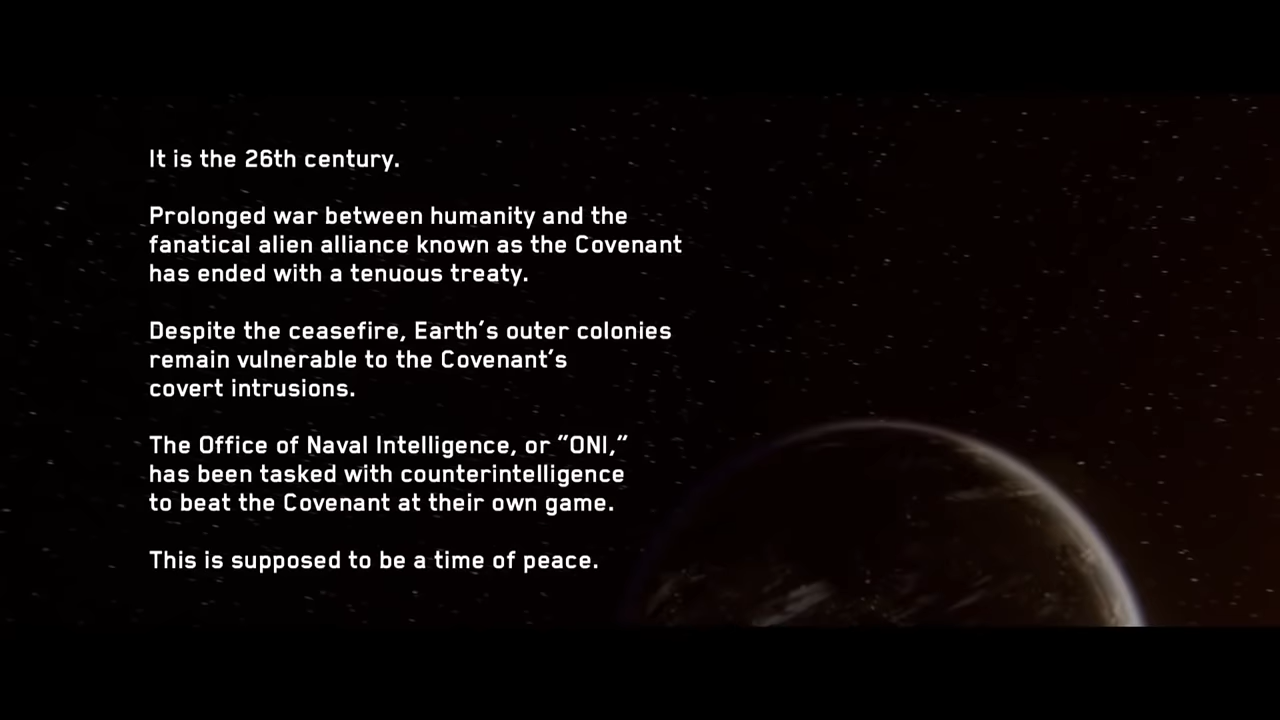 It is the 26th century.
Prolonged war between humanity and the
fanatical alien alliance known as the Covenant
has ended with a tenuous treaty.
Despite the ceasefire, Earth’s outer colonies
remain vulnerable to the Covenant’s
covert intrusions.
The Office of Naval Intelligence, or “ONI,”
has been tasked with counterintelligence
to beat the Covenant at their own game.
This is supposed to be a time of peace.